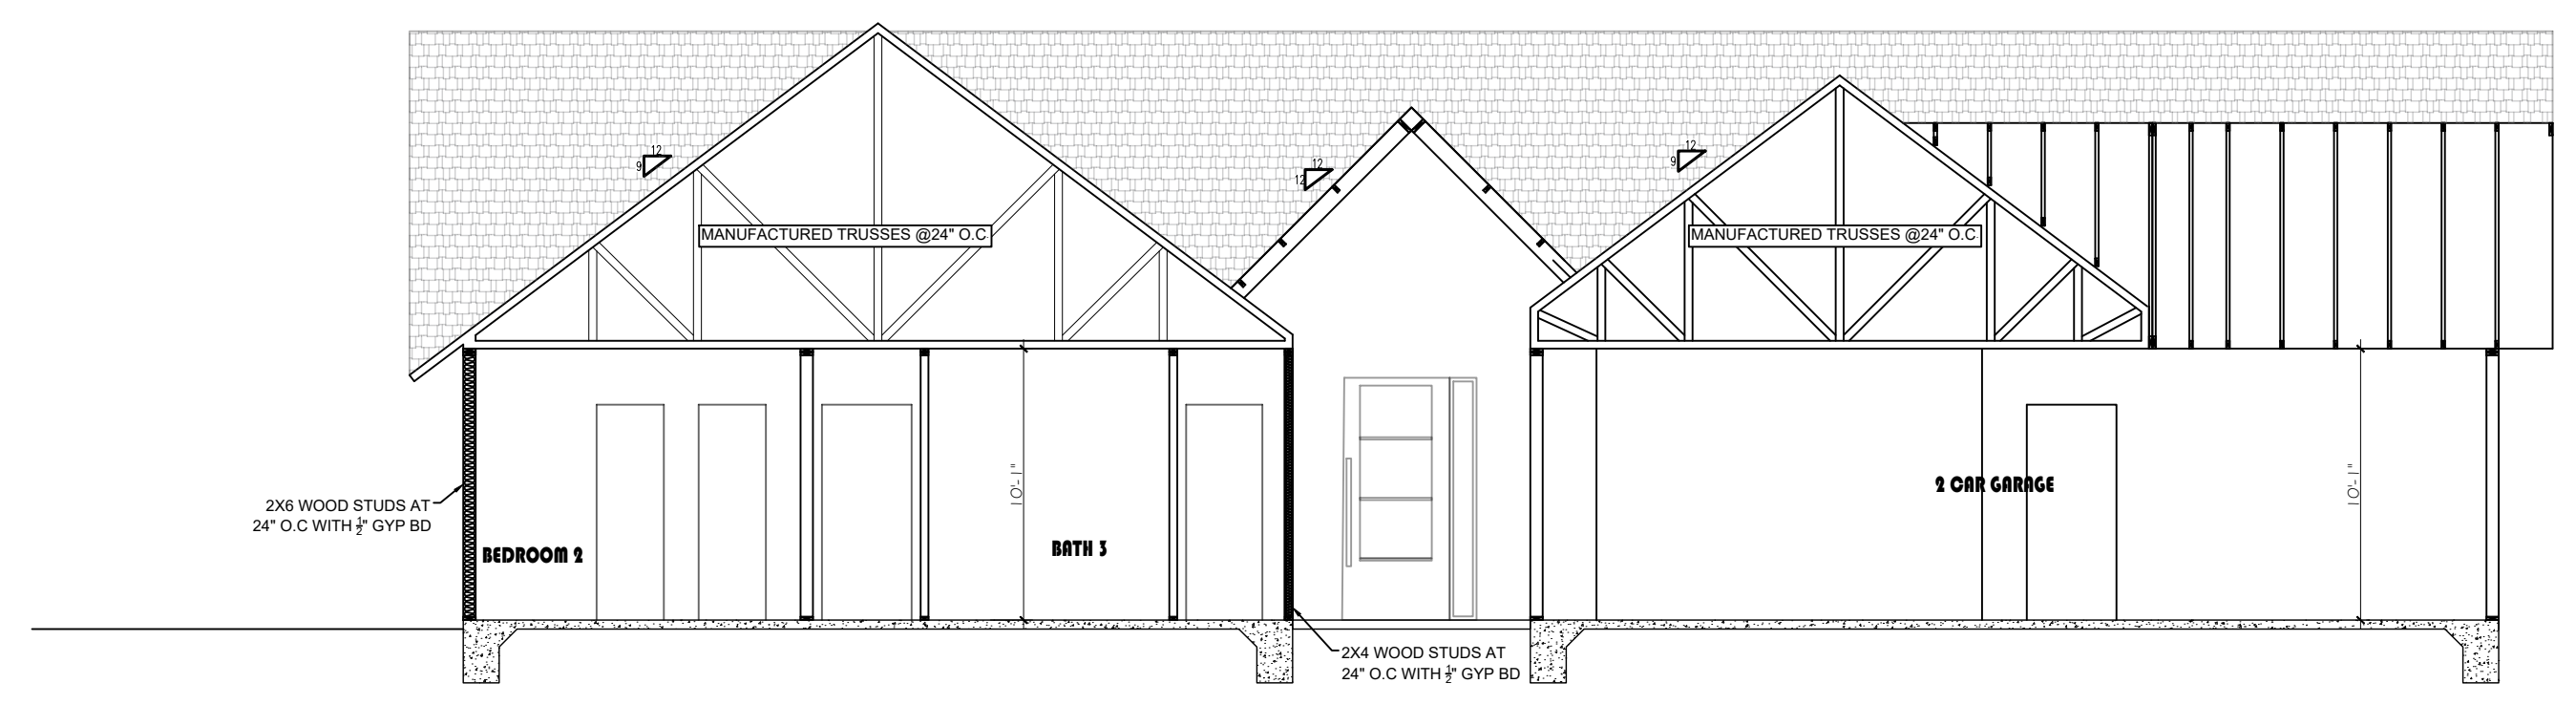 12
9
12
12
12
9
MANUFACTURED TRUSSES @24" O.C.
MANUFACTURED TRUSSES @24" O.C.
10'-1"
10'-1"
2 CAR GARAGE
2X6 WOOD STUDS AT
24" O.C WITH ½" GYP BD
BEDROOM 2
BATH 3
2X4 WOOD STUDS AT
24" O.C WITH ½" GYP BD